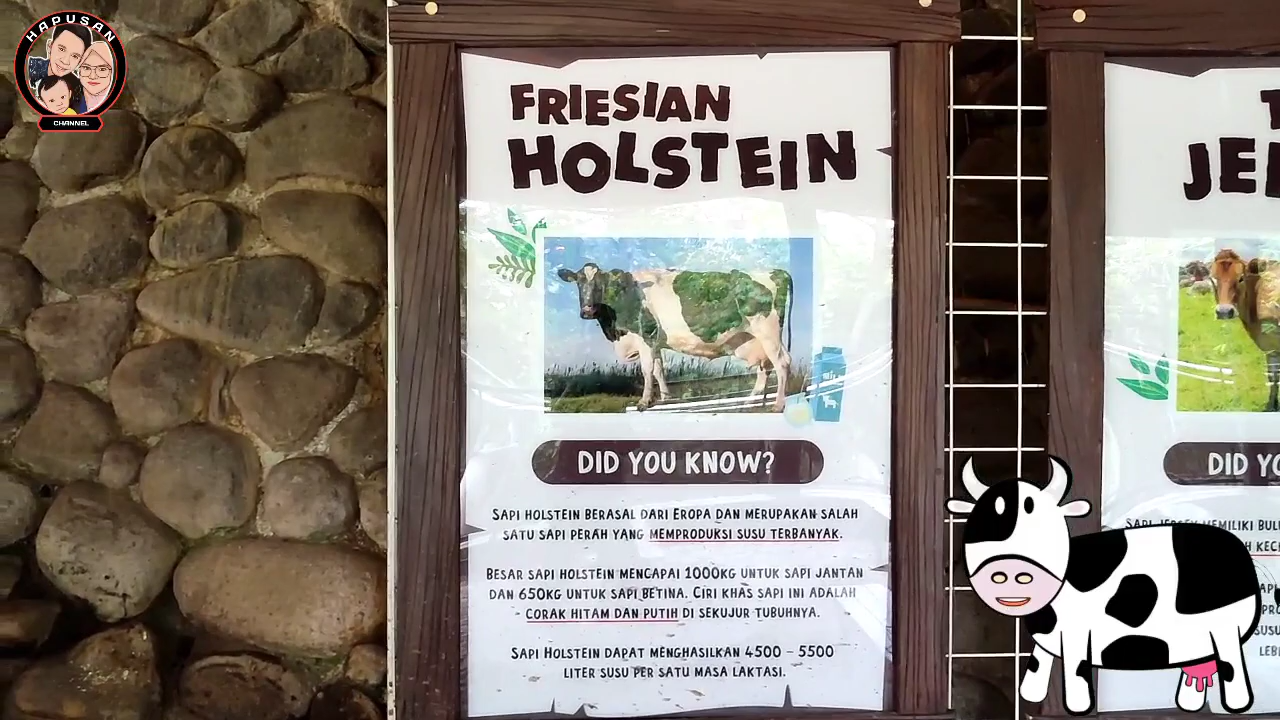 HAPUSAN
CHANNEL
FRIESIAN
HOLSTEIN
DID YOU KNOW?
SAPI HOLSTEIN BERASAL DARI EROPA DAN MERUPAKAN SALAH
SATU SAPI PERAH YANG MEMPRODUKSI SUSU TERBANYAK.
BESAR SAPI HOLSTEIN MENCAPAI 1000KG UNTUK SAPI JANTAN
DAN 650KG UNTUK SAPI BETINA. CIRI KHAS SAPI INI ADALAH
CORAK HITAM DAN PUTIH DI SEKUJUR TUBUHNYA.
SAPI HOLSTEIN DAPAT MENGHASILKAN 4500 – 5500
LITER SUSU PER SATU MASA LAKTASI.
DID
SAPI JERSEY MEMILIKI